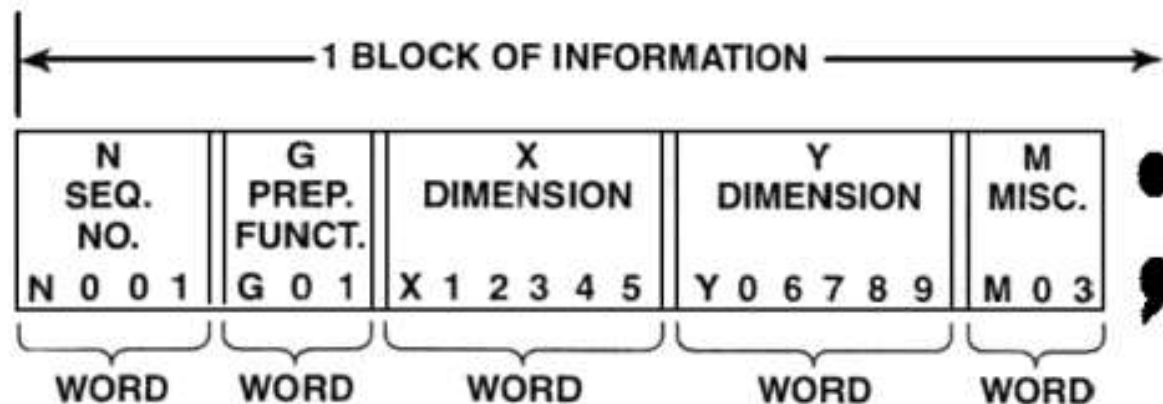 1 BLOCK OF INFORMATION
N
SEQ.
NO.
N 0 0 1
G
PREP.
FUNCT.
G 0 1
X
DIMENSION
X 1 2 3 4 5
Y
DIMENSION
Y 0 6 7 8 9
M
MISC.
M 0 3
;
WORD WORD WORD WORD WORD